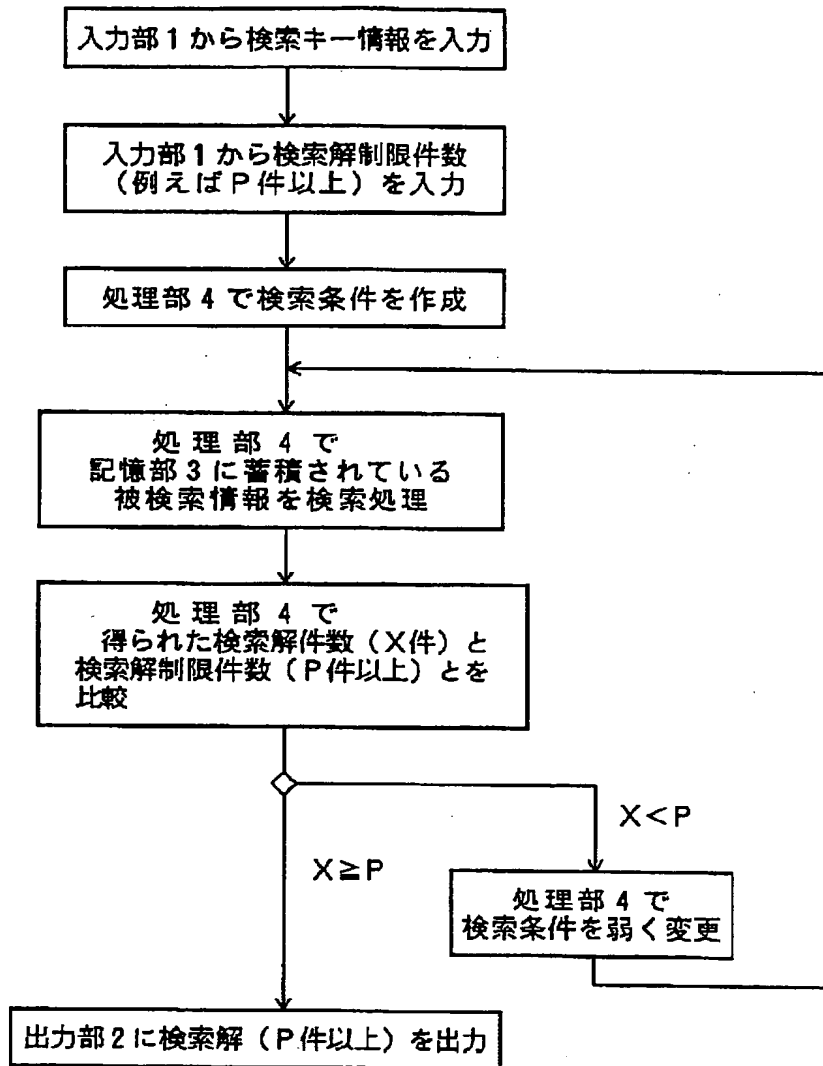 入力部1から検索キー情報を入力
入力部1から検索解制限件数
(例えばP件以上)を入力
処理部4で検索条件を作成
処理部4で
記憶部3に蓄積されている
被検索情報を検索処理
処理部4で
得られた検索解件数(X件)と
検索解制限件数(P件以上)とを
比較
X<P
X≧P
処理部4で
検索条件を弱く変更
出力部2に検索解(P件以上)を出力